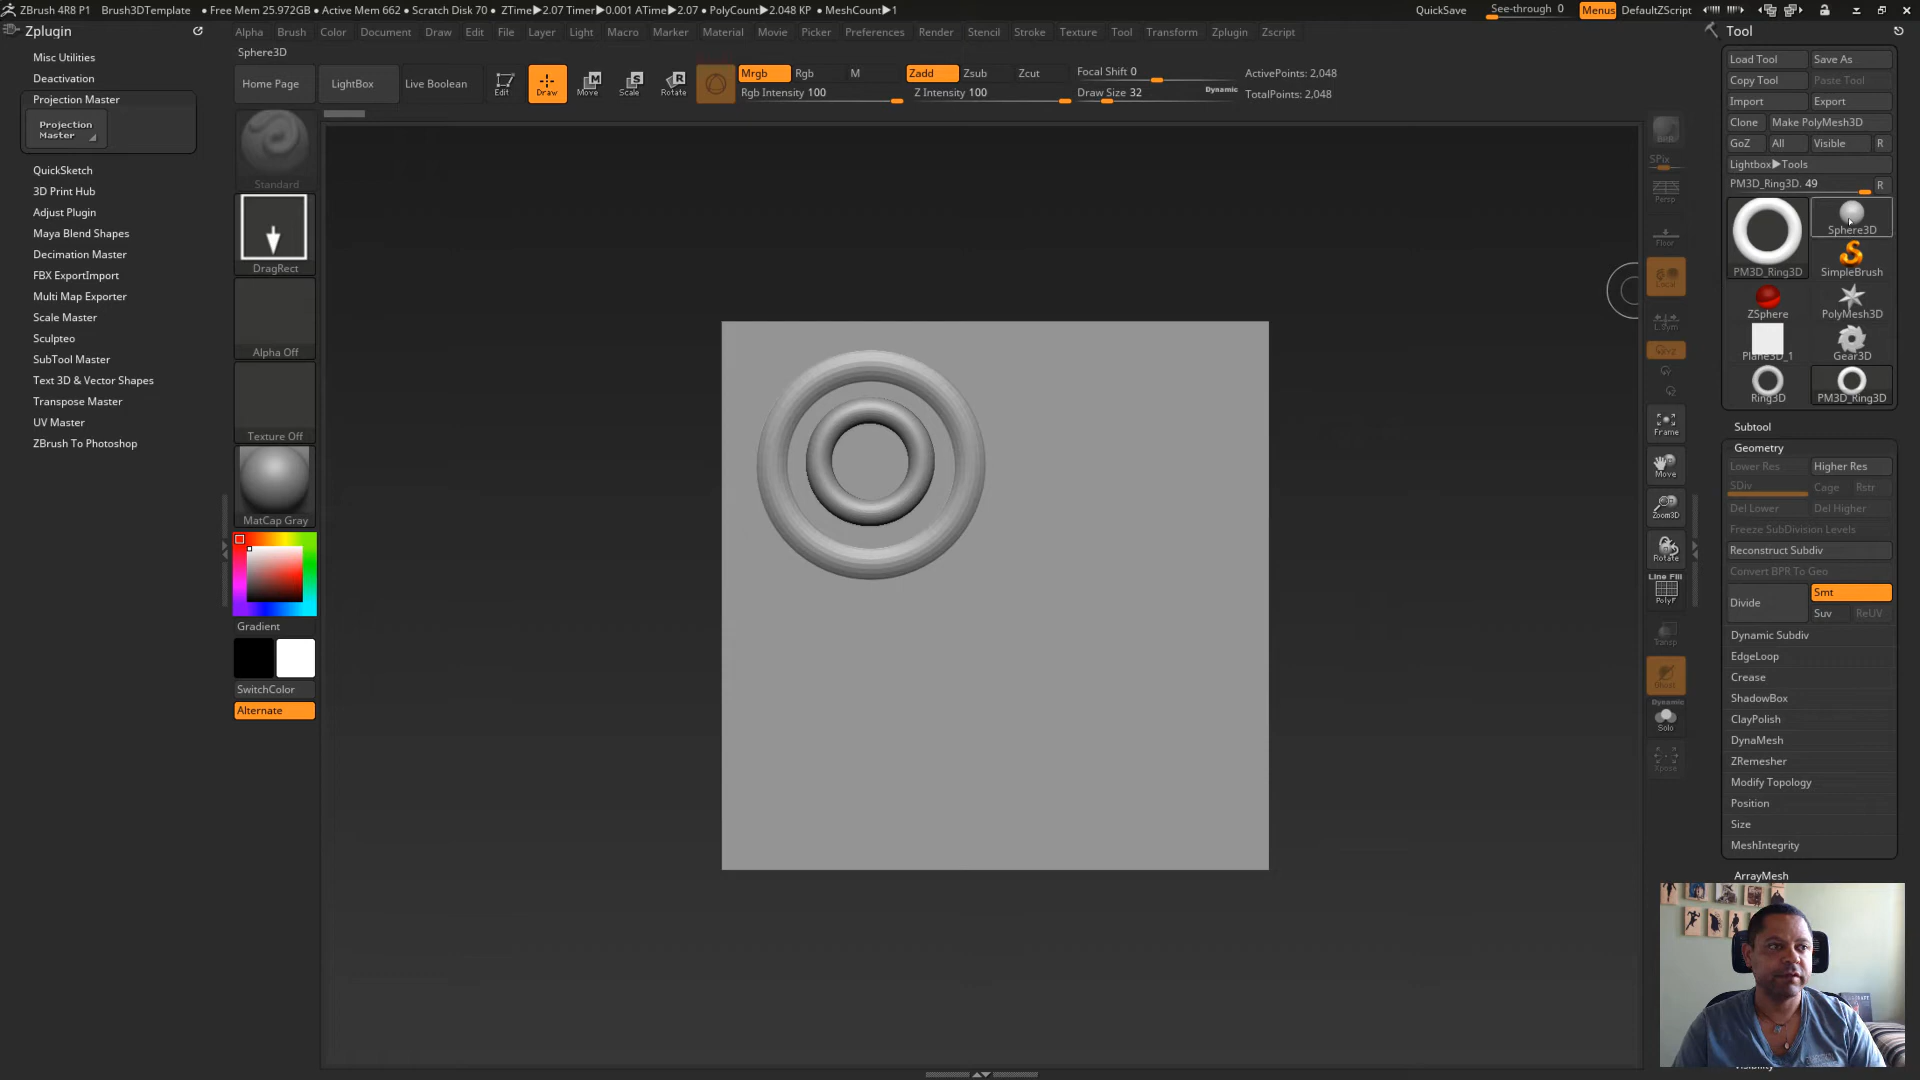 ZBrush 4R8 P1 Brush3DTemplate • Free Mem 25.972GB • Active Mem 662 • Scratch Disk 70 • ZTime▶2.07 Timer▶0.001 ATime▶2.07 • PolyCount▶2.048 KP • MeshCount▶1 QuickSave See-through 0 Menus DefaultZScript
Zplugin
Alpha Brush Color Document Draw Edit File Layer Light Macro Marker Material Movie Picker Preferences Render Stencil Stroke Texture Tool Transform Zplugin Zscript
Sphere3D
Home Page LightBox Live Boolean Edit Draw Move Scale Rotate
Mrgb Rgb M Zadd Zsub Zcut Focal Shift 0 ActivePoints: 2,048
Rgb Intensity 100 Z Intensity 100 Draw Size 32 Dynamic TotalPoints: 2,048
Misc Utilities
Deactivation
Projection Master
Projection
Master
QuickSketch
3D Print Hub
Adjust Plugin
Maya Blend Shapes
Decimation Master
FBX ExportImport
Multi Map Exporter
Scale Master
Sculpteo
SubTool Master
Text 3D & Vector Shapes
Transpose Master
UV Master
ZBrush To Photoshop
Standard
DragRect
Alpha Off
Texture Off
MatCap Gray
Gradient
SwitchColor
Alternate
BPR
SPix
Persp
Floor
Local
L.Sym
Frame
Move
Zoom3D
Rotate
Line Fill
PolyF
Transp
Ghost
Dynamic
Solo
Xpose
Tool
Load Tool Save As
Copy Tool Paste Tool
Import Export
Clone Make PolyMesh3D
GoZ All Visible R
Lightbox▶Tools
PM3D_Ring3D. 49 R
Sphere3D
PM3D_Ring3D SimpleBrush
ZSphere PolyMesh3D
Plane3D_1 Gear3D
Ring3D PM3D_Ring3D
Subtool
Geometry
Lower Res Higher Res
SDiv Cage Rstr
Del Lower Del Higher
Freeze SubDivision Levels
Reconstruct Subdiv
Convert BPR To Geo
Divide Smt
Suv ReUV
Dynamic Subdiv
EdgeLoop
Crease
ShadowBox
ClayPolish
DynaMesh
ZRemesher
Modify Topology
Position
Size
MeshIntegrity
ArrayMesh